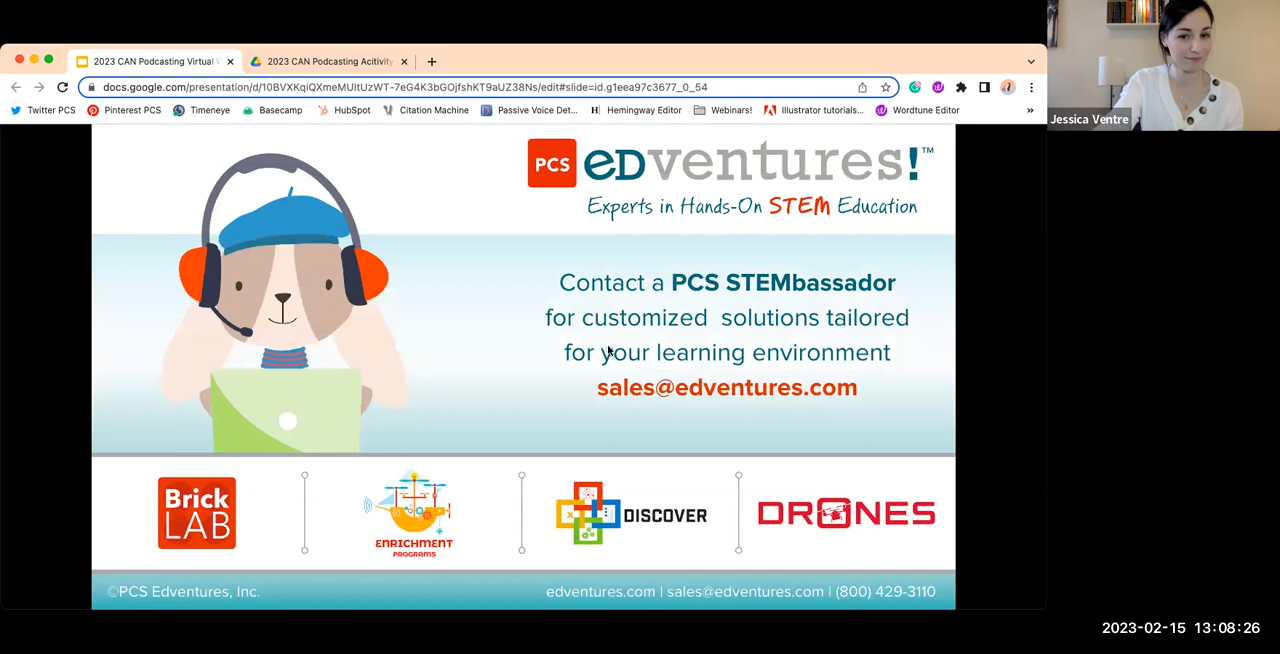 2023 CAN Podcasting Virtual
2023 CAN Podcasting Acitivity
docs.google.com/presentation/d/10BVXKqiQXmeMUltUzWT-7eG4K3bGOjfshKT9aUZ38Ns/edit#slide=id.g1eea97c3677_0_54
Twitter PCS
Pinterest PCS
Timeneye
Basecamp
HubSpot
Citation Machine
Passive Voice Det...
Hemingway Editor
Webinars!
Illustrator tutorials...
Wordtune Editor
Jessica Ventre
PCS edventures!™
Experts in Hands-On STEM Education
Contact a PCS STEMbassador
for customized solutions tailored
for your learning environment
sales@edventures.com
Brick
LAB
ENRICHMENT
PROGRAMS
DISCOVER
DRONES
©PCS Edventures, Inc.
edventures.com | sales@edventures.com | (800) 429-3110
2023-02-15 13:08:26